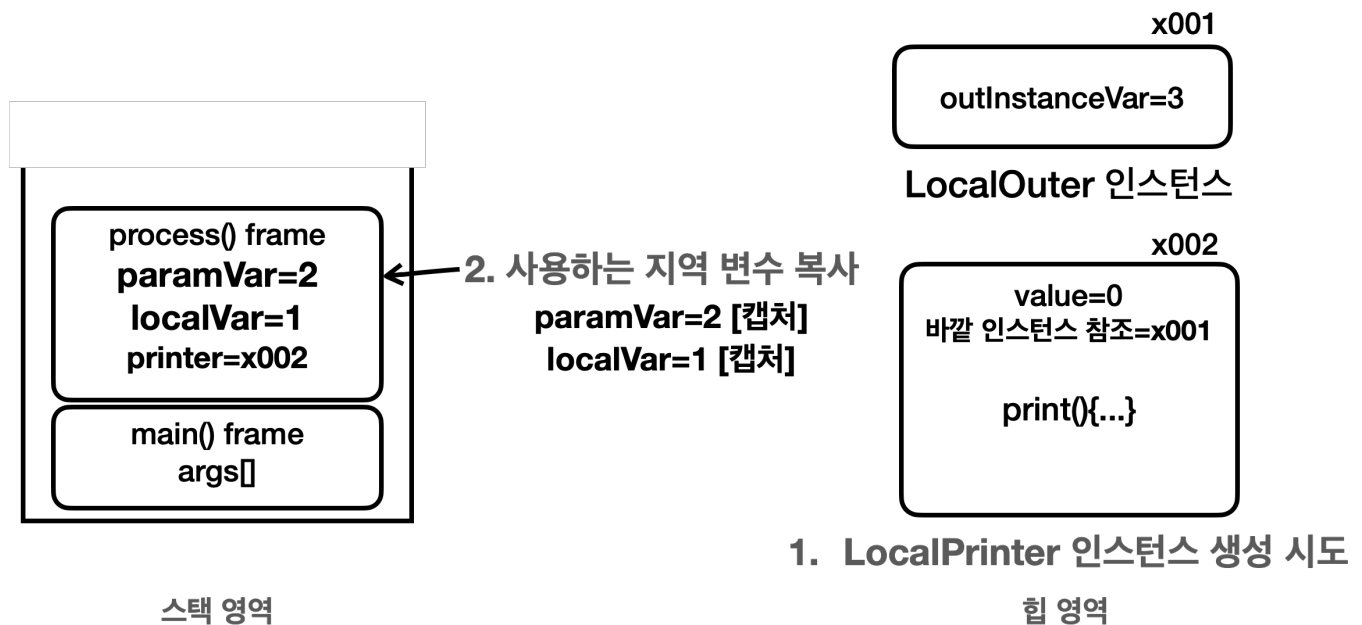 process() frame
paramVar=2
localVar=1
printer=x002
main() frame
args[]
스택 영역
2. 사용하는 지역 변수 복사
paramVar=2 [캡처]
localVar=1 [캡처]
x001
outInstanceVar=3
LocalOuter 인스턴스
x002
value=0
바깥 인스턴스 참조=x001
print(){...}
1. LocalPrinter 인스턴스 생성 시도
힙 영역